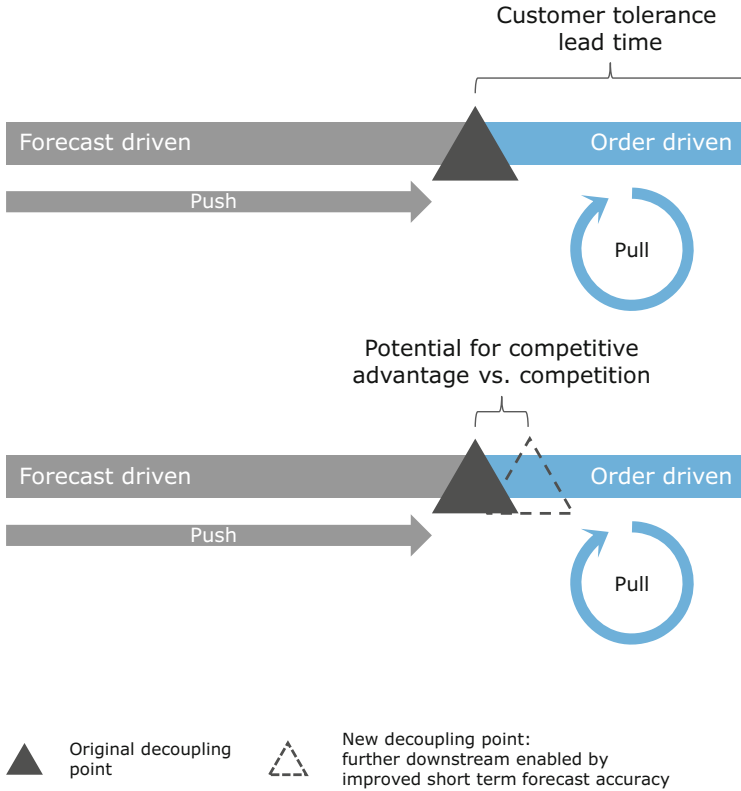 Customer tolerance
lead time
Forecast driven
Order driven
Push
Pull
Potential for competitive
advantage vs. competition
Forecast driven
Order driven
Push
Pull
Original decoupling
point
New decoupling point:
further downstream enabled by
improved short term forecast accuracy